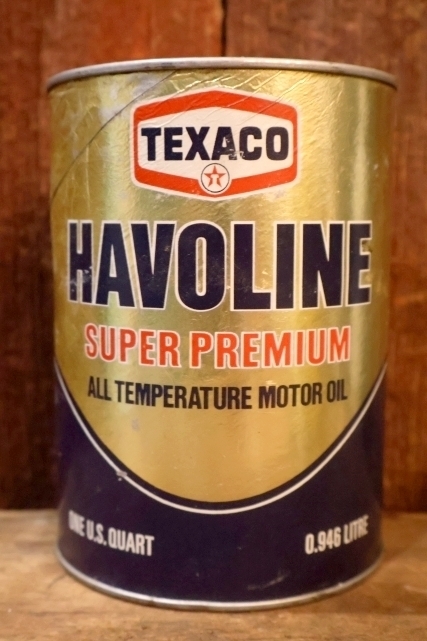 TEXACO
T
HAVOLINE
SUPER PREMIUM
ALL TEMPERATURE MOTOR OIL
ONE U.S. QUART
0.946 LITRE